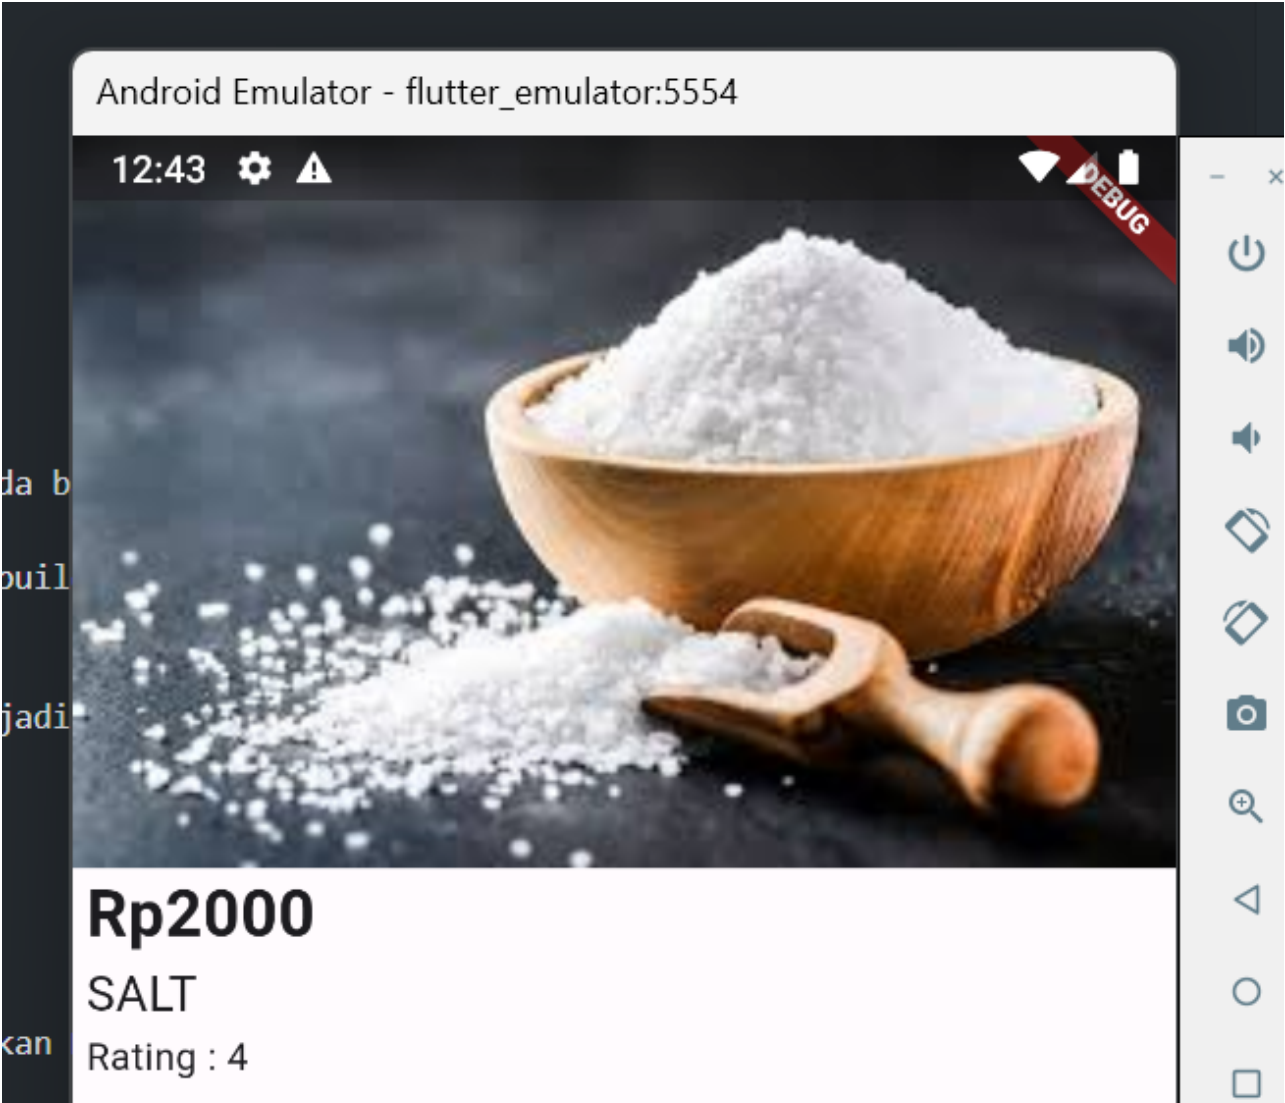 Android Emulator - flutter_emulator:5554
12:43
DEBUG
da b
buil
jadi
Rp2000
SALT
kan
Rating : 4